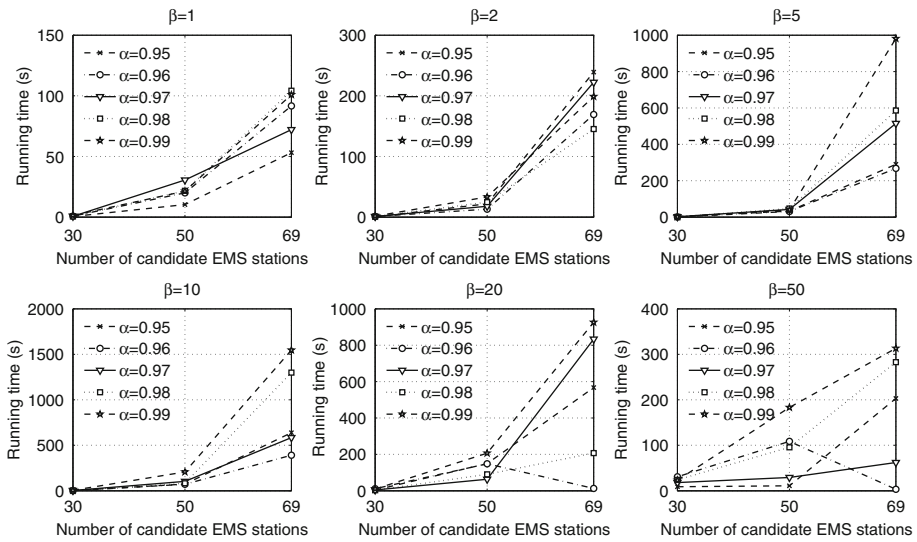 β=1
150
100
50
0
Running time (s)
α=0.95
α=0.96
α=0.97
α=0.98
α=0.99
30 50 69
Number of candidate EMS stations
β=2
300
200
100
0
Running time (s)
α=0.95
α=0.96
α=0.97
α=0.98
α=0.99
30 50 69
Number of candidate EMS stations
β=5
1000
800
600
400
200
0
Running time (s)
α=0.95
α=0.96
α=0.97
α=0.98
α=0.99
30 50 69
Number of candidate EMS stations
β=10
2000
1500
1000
500
0
Running time (s)
α=0.95
α=0.96
α=0.97
α=0.98
α=0.99
30 50 69
Number of candidate EMS stations
β=20
1000
800
600
400
200
0
Running time (s)
α=0.95
α=0.96
α=0.97
α=0.98
α=0.99
30 50 69
Number of candidate EMS stations
β=50
400
300
200
100
0
Running time (s)
α=0.95
α=0.96
α=0.97
α=0.98
α=0.99
30 50 69
Number of candidate EMS stations